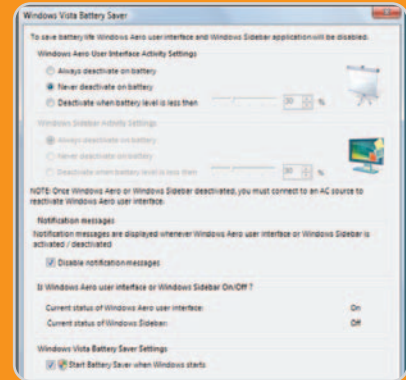 Windows Vista Battery Saver
To save battery life Windows Aero user interface and Windows Sidebar application will be disabled.
Windows Aero User Interface Activity Settings
Always deactivate on battery
Never deactivate on battery
Deactivate when battery level is less then 30 %
Windows Sidebar Activity Settings
Always deactivate on battery
Never deactivate on battery
Deactivate when battery level is less then 30 %
NOTE: Once Windows Aero or Windows Sidebar deactivated, you must connect to an AC source to
reactivate Windows Aero user interface.
Notification messages
Notification messages are displayed whenever Windows Aero user interface or Windows Sidebar is
activated / deactivated
Disable notification messages
Is Windows Aero user interface or Windows Sidebar On/Off ?
Current status of Windows Aero user interface: On
Current status of Windows Sidebar: Off
Windows Vista Battery Saver Settings
Start Battery Saver when Windows starts